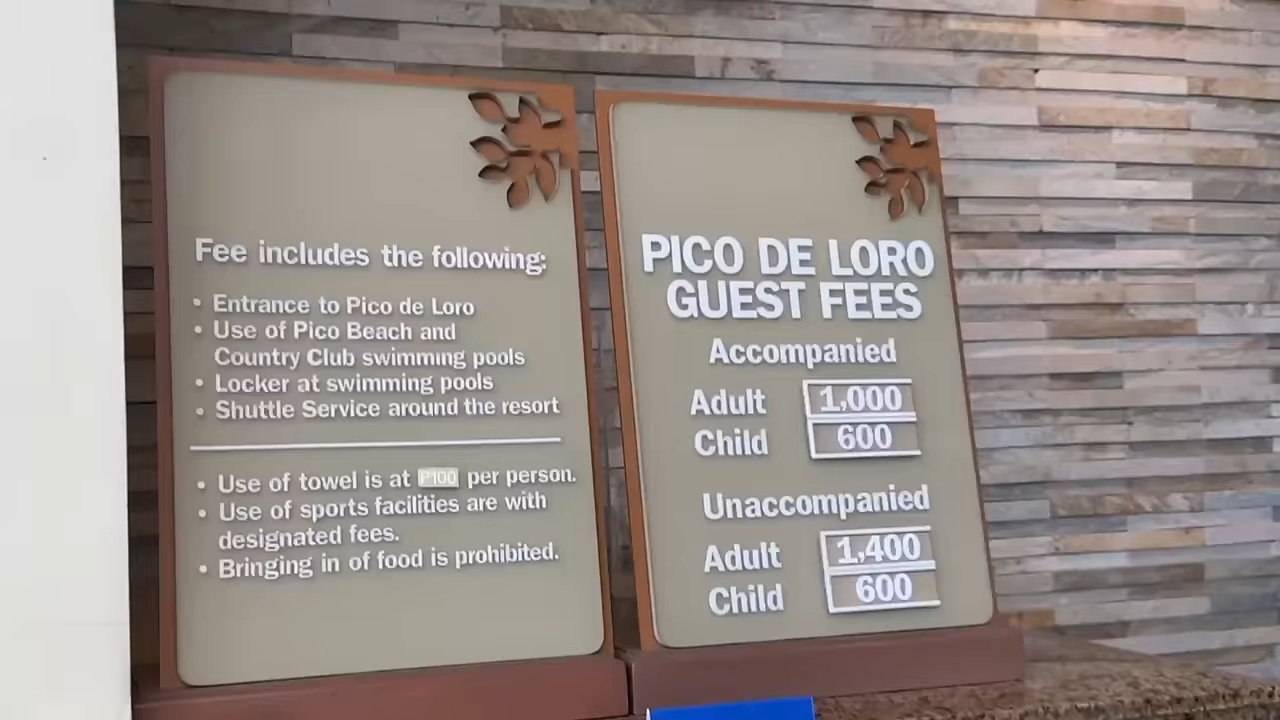 Fee includes the following:
• Entrance to Pico de Loro
• Use of Pico Beach and
Country Club swimming pools
• Locker at swimming pools
• Shuttle Service around the resort
• Use of towel is at P100 per person.
• Use of sports facilities are with
designated fees.
• Bringing in of food is prohibited.
PICO DE LORO
GUEST FEES
Accompanied
Adult 1,000
Child 600
Unaccompanied
Adult 1,400
Child 600